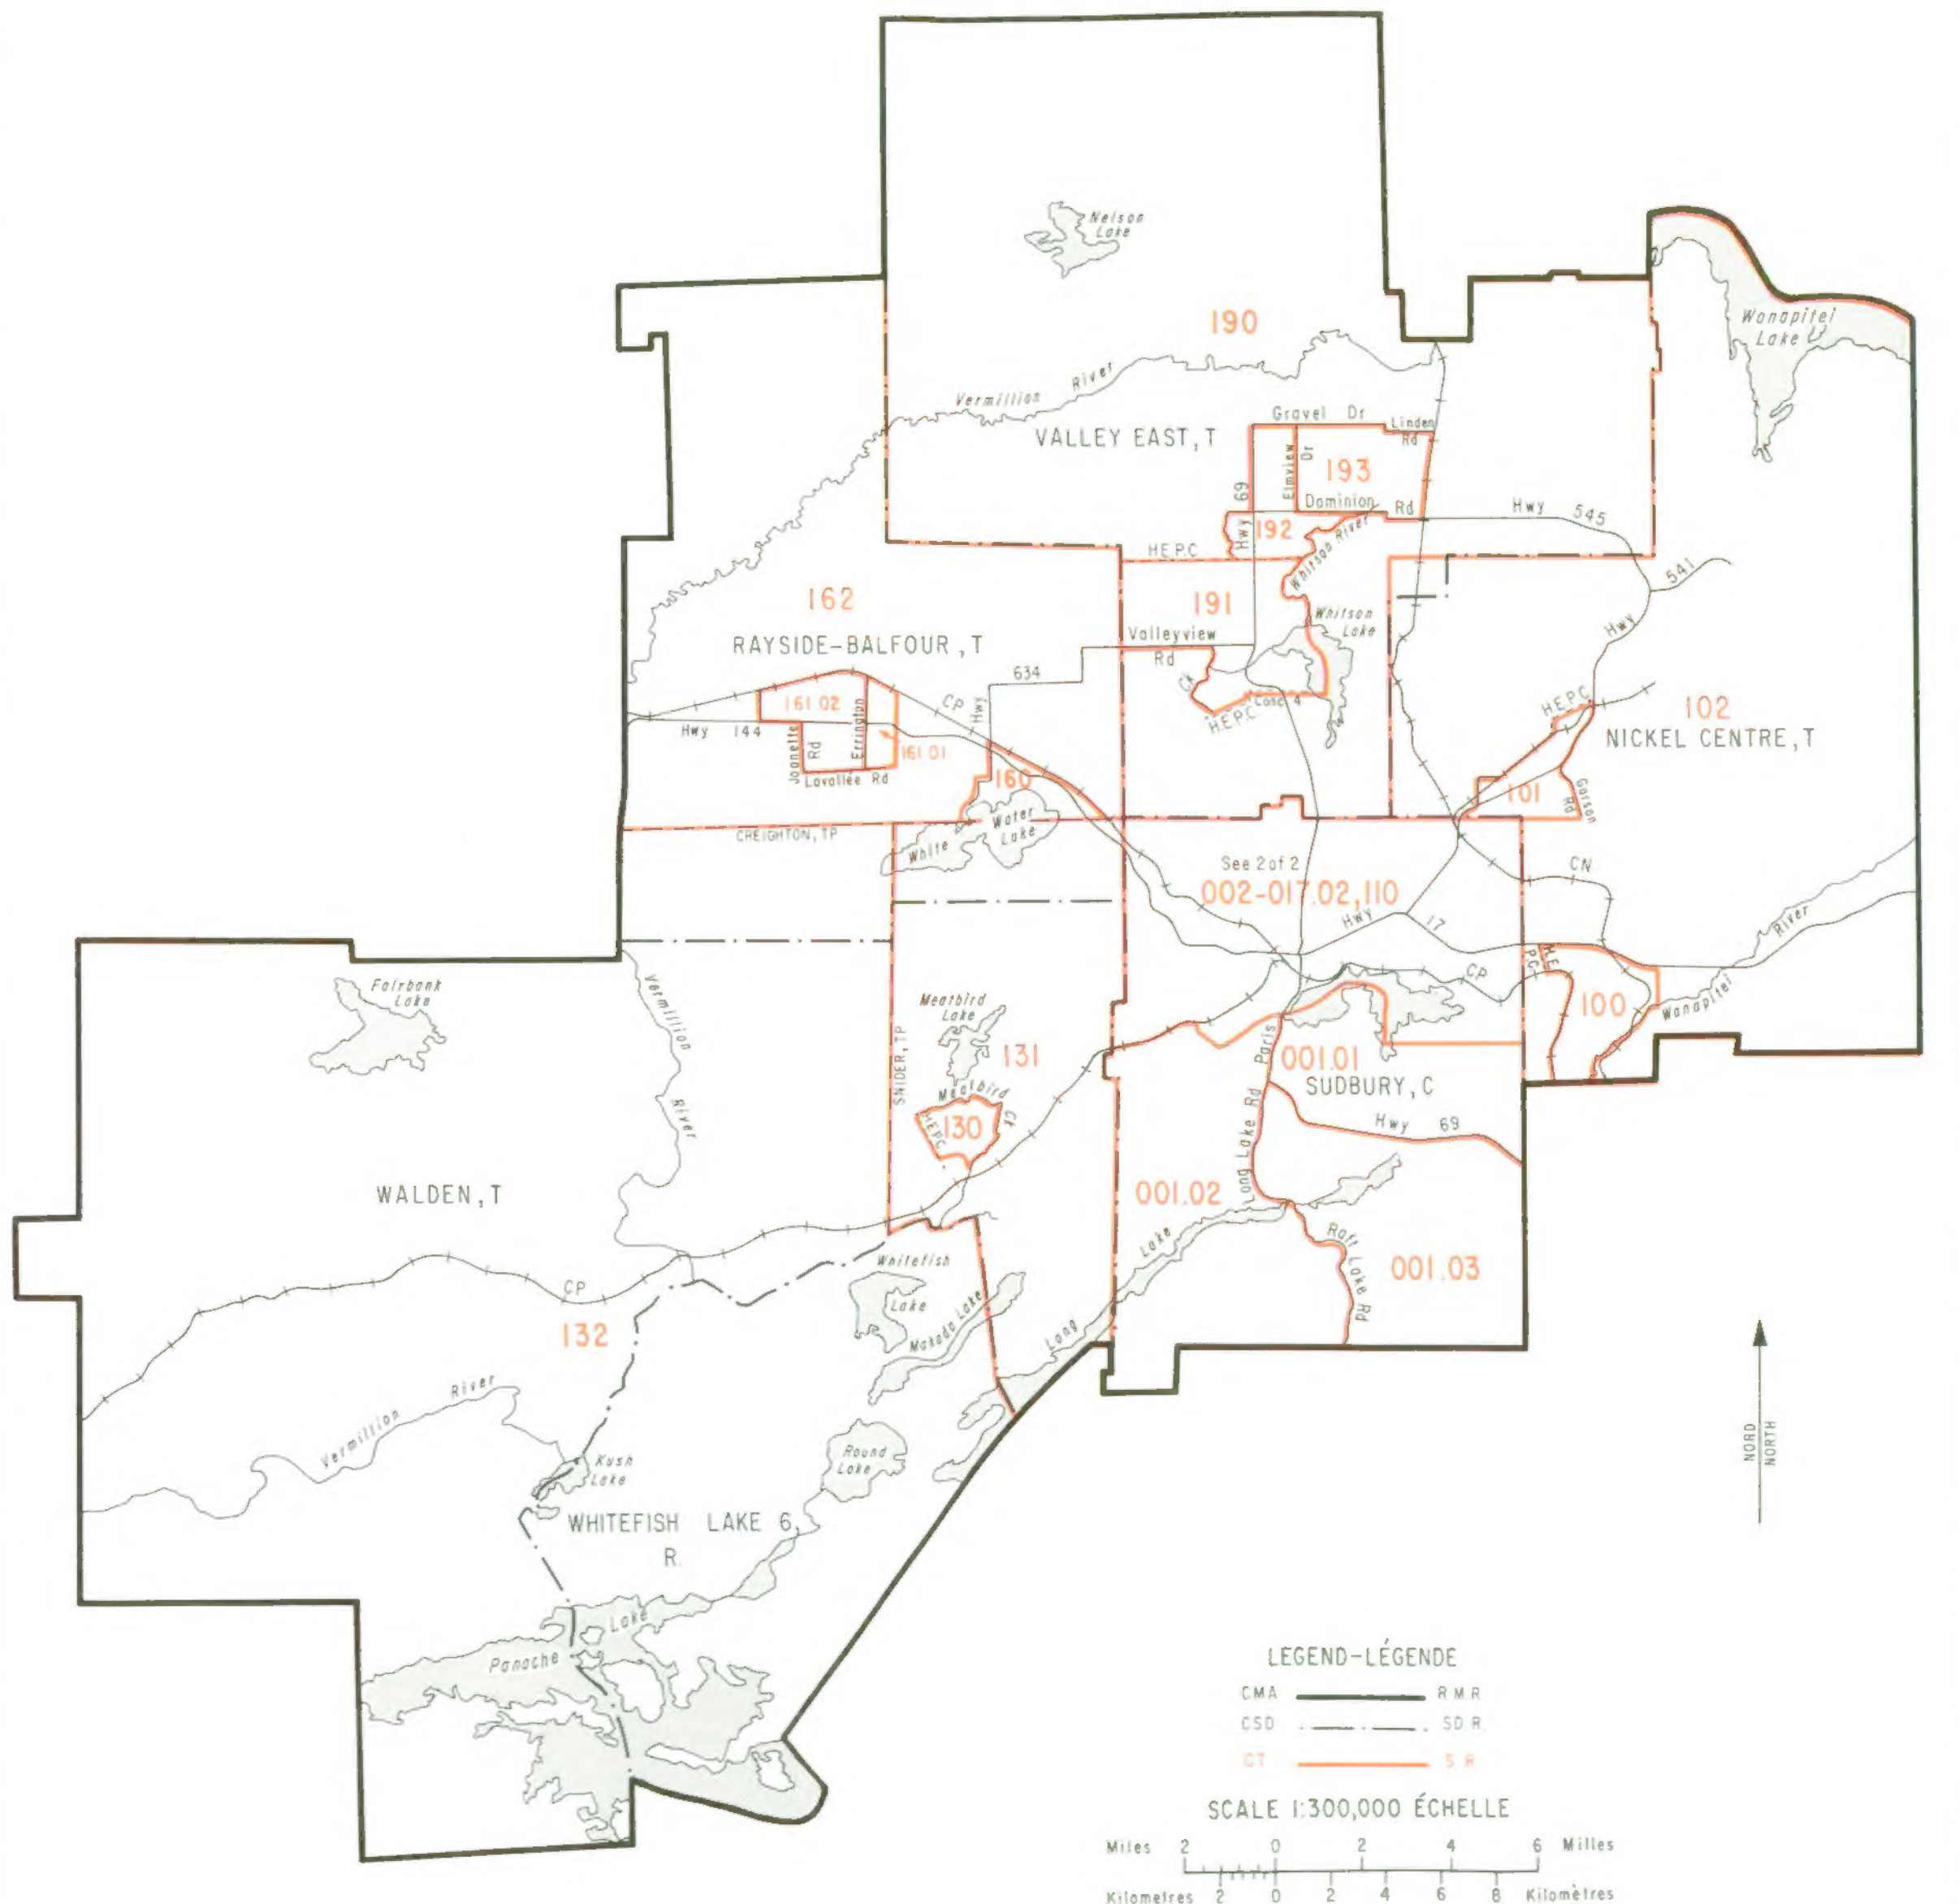 Nelson
Lake
190
Wanapitei
Lake
Vermillion River
VALLEY EAST, T
Gravel Dr
Linden
Rd
Elmview
Dr
193
Hwy 69
Dominion Rd
192
Whitson River
Hwy 545
541
Hwy
H.E.P.C
162
191
Whitson
Lake
RAYSIDE-BALFOUR, T
Valleyview
Rd
634
Ck
Conc. 4
H.E.P.C
161.02
Errington
CP
Hwy
Hwy 144
Joanette
Rd
161.01
Lavallée Rd
160
H.E.P.C
102
NICKEL CENTRE, T
101
Garson
Rd
CREIGHTON, TP
White
Water
Lake
See 2 of 2
002-017.02, 110
CN
Hwy 17
River
Wanapitei
CP
H.E.
P.C.
100
Fairbank
Lake
Vermillion
River
SNIDER, TP
Meatbird
Lake
131
Meatbird
Ck
H.E.P.C.
130
Paris
001.01
SUDBURY, C
Hwy 69
Long Lake Rd
001.02
WALDEN, T
Raft Lake Rd
001.03
Long Lake
Whitefish
Lake
Makada Lake
CP
132
Vermillion River
Round
Lake
Kush
Lake
WHITEFISH LAKE 6,
R.
Panache Lake
NORD
NORTH
LEGEND-LÉGENDE
CMA R.M.R.
CSD S.D.R.
CT S.R.
SCALE 1:300,000 ÉCHELLE
Miles 2 0 2 4 6 Milles
Kilometres 2 0 2 4 6 8 Kilomètres